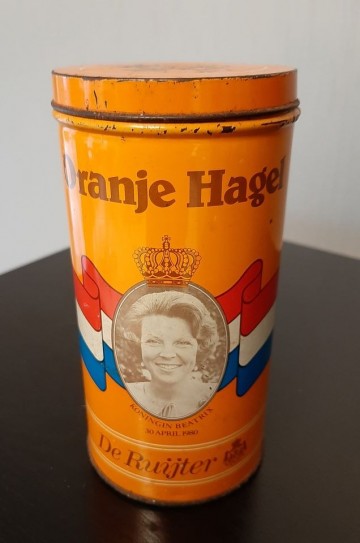 Oranje Hagel
KONINGIN BEATRIX
30 APRIL 1980
De Ruijter